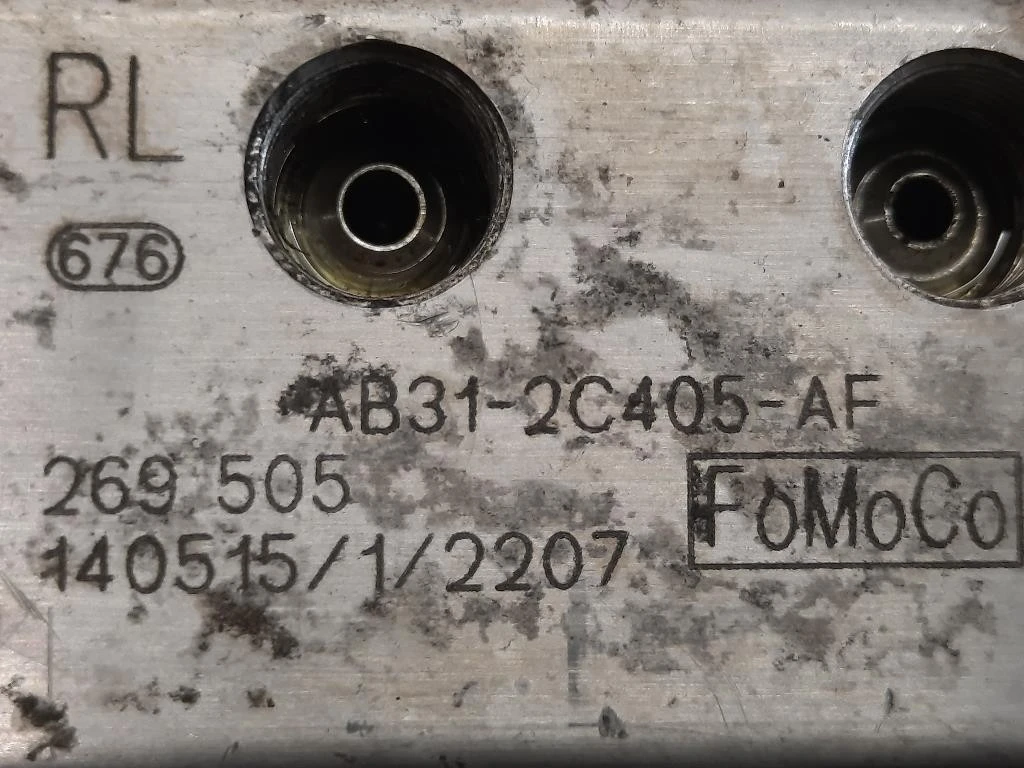 RL
676
AB31-2C405-AF
269 505
FoMoCo
140515/1/2207